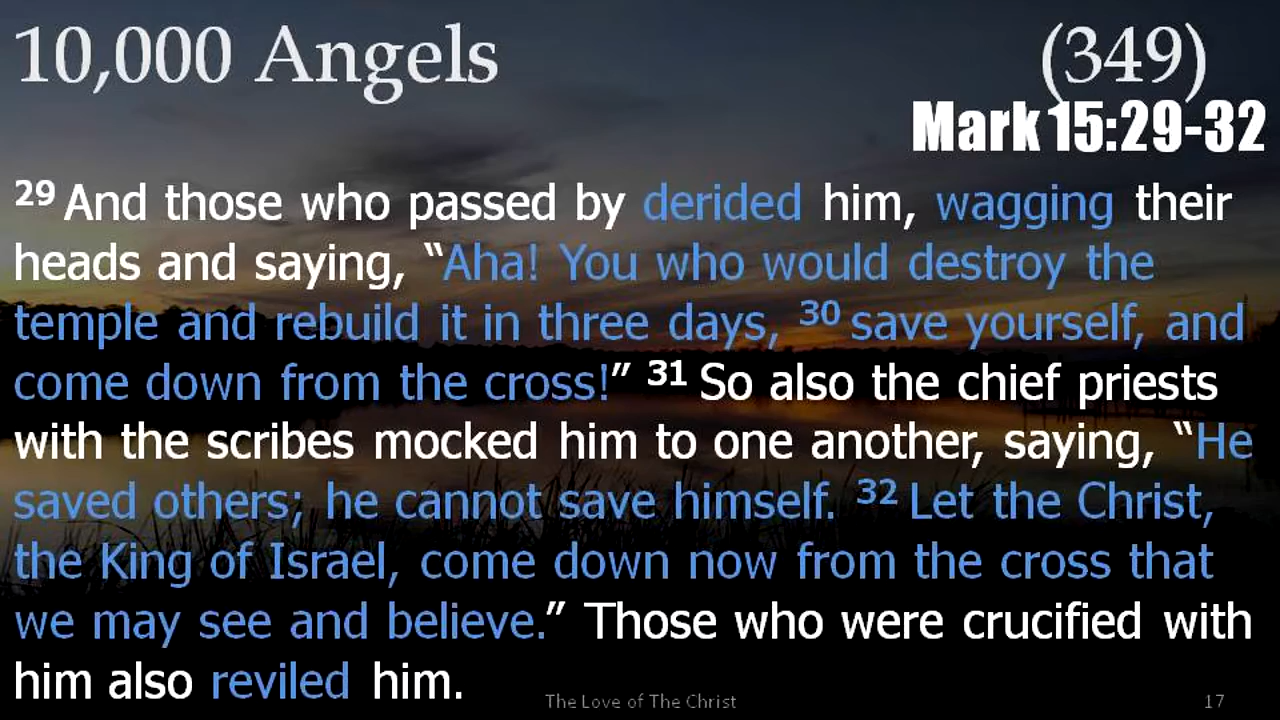 10,000 Angels (349)
Mark 15:29-32
29 And those who passed by derided him, wagging their
heads and saying, “Aha! You who would destroy the
temple and rebuild it in three days, 30 save yourself, and
come down from the cross!” 31 So also the chief priests
with the scribes mocked him to one another, saying, “He
saved others; he cannot save himself. 32 Let the Christ,
the King of Israel, come down now from the cross that
we may see and believe.” Those who were crucified with
him also reviled him.
The Love of The Christ 17